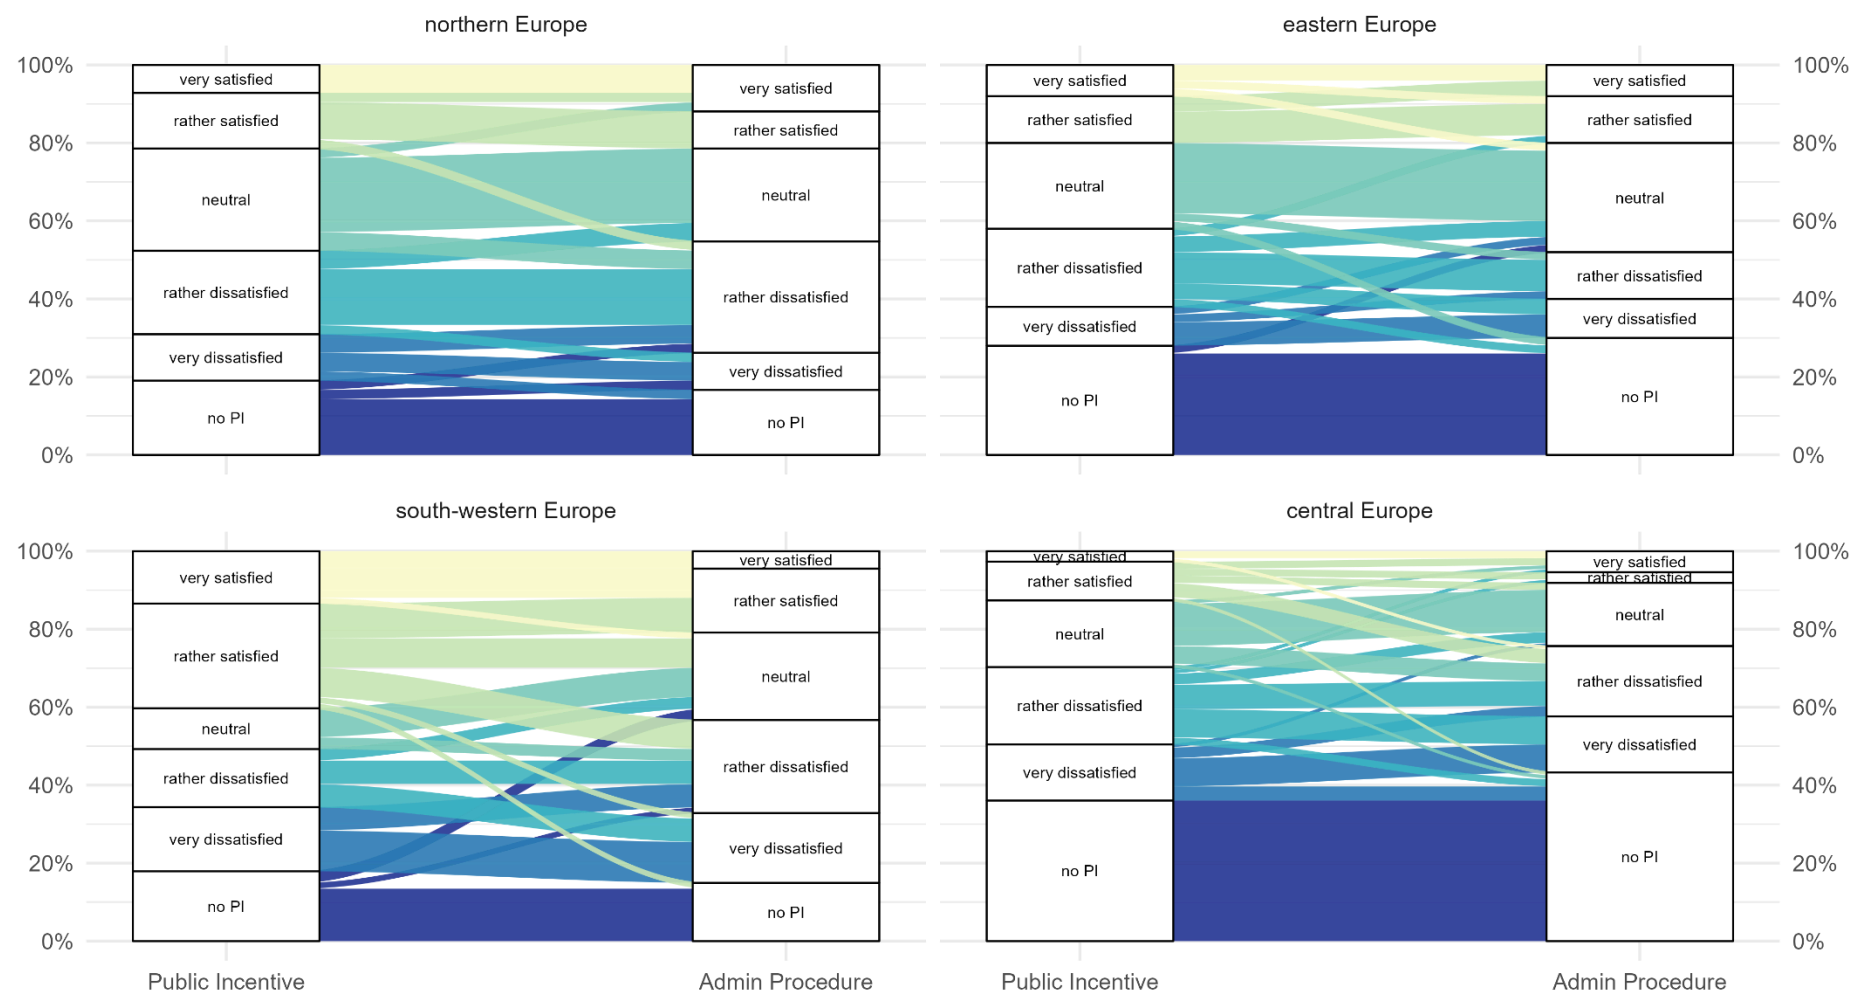 northern Europe
eastern Europe
100%
very satisfied
very satisfied
very satisfied
very satisfied
100%
rather satisfied
rather satisfied
rather satisfied
rather satisfied
80%
80%
neutral
neutral
neutral
neutral
60%
60%
rather dissatisfied
rather dissatisfied
rather dissatisfied
rather dissatisfied
40%
40%
very dissatisfied
very dissatisfied
very dissatisfied
very dissatisfied
20%
20%
no PI
no PI
no PI
no PI
0%
0%
south-western Europe
central Europe
100%
very satisfied
very satisfied
very satisfied
very satisfied
100%
rather satisfied
rather satisfied
rather satisfied
rather satisfied
80%
80%
neutral
neutral
neutral
neutral
60%
60%
rather dissatisfied
rather dissatisfied
rather dissatisfied
rather dissatisfied
40%
40%
very dissatisfied
very dissatisfied
very dissatisfied
very dissatisfied
20%
20%
no PI
no PI
no PI
no PI
0%
0%
Public Incentive
Admin Procedure
Public Incentive
Admin Procedure